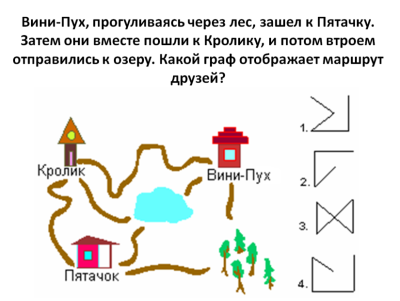 Вини-Пух, прогуливаясь через лес, зашел к Пятачку.
Затем они вместе пошли к Кролику, и потом втроем
отправились к озеру. Какой граф отображает маршрут
друзей?
1.
Кролик
Вини-Пух
2.
3.
Пятачок
4.